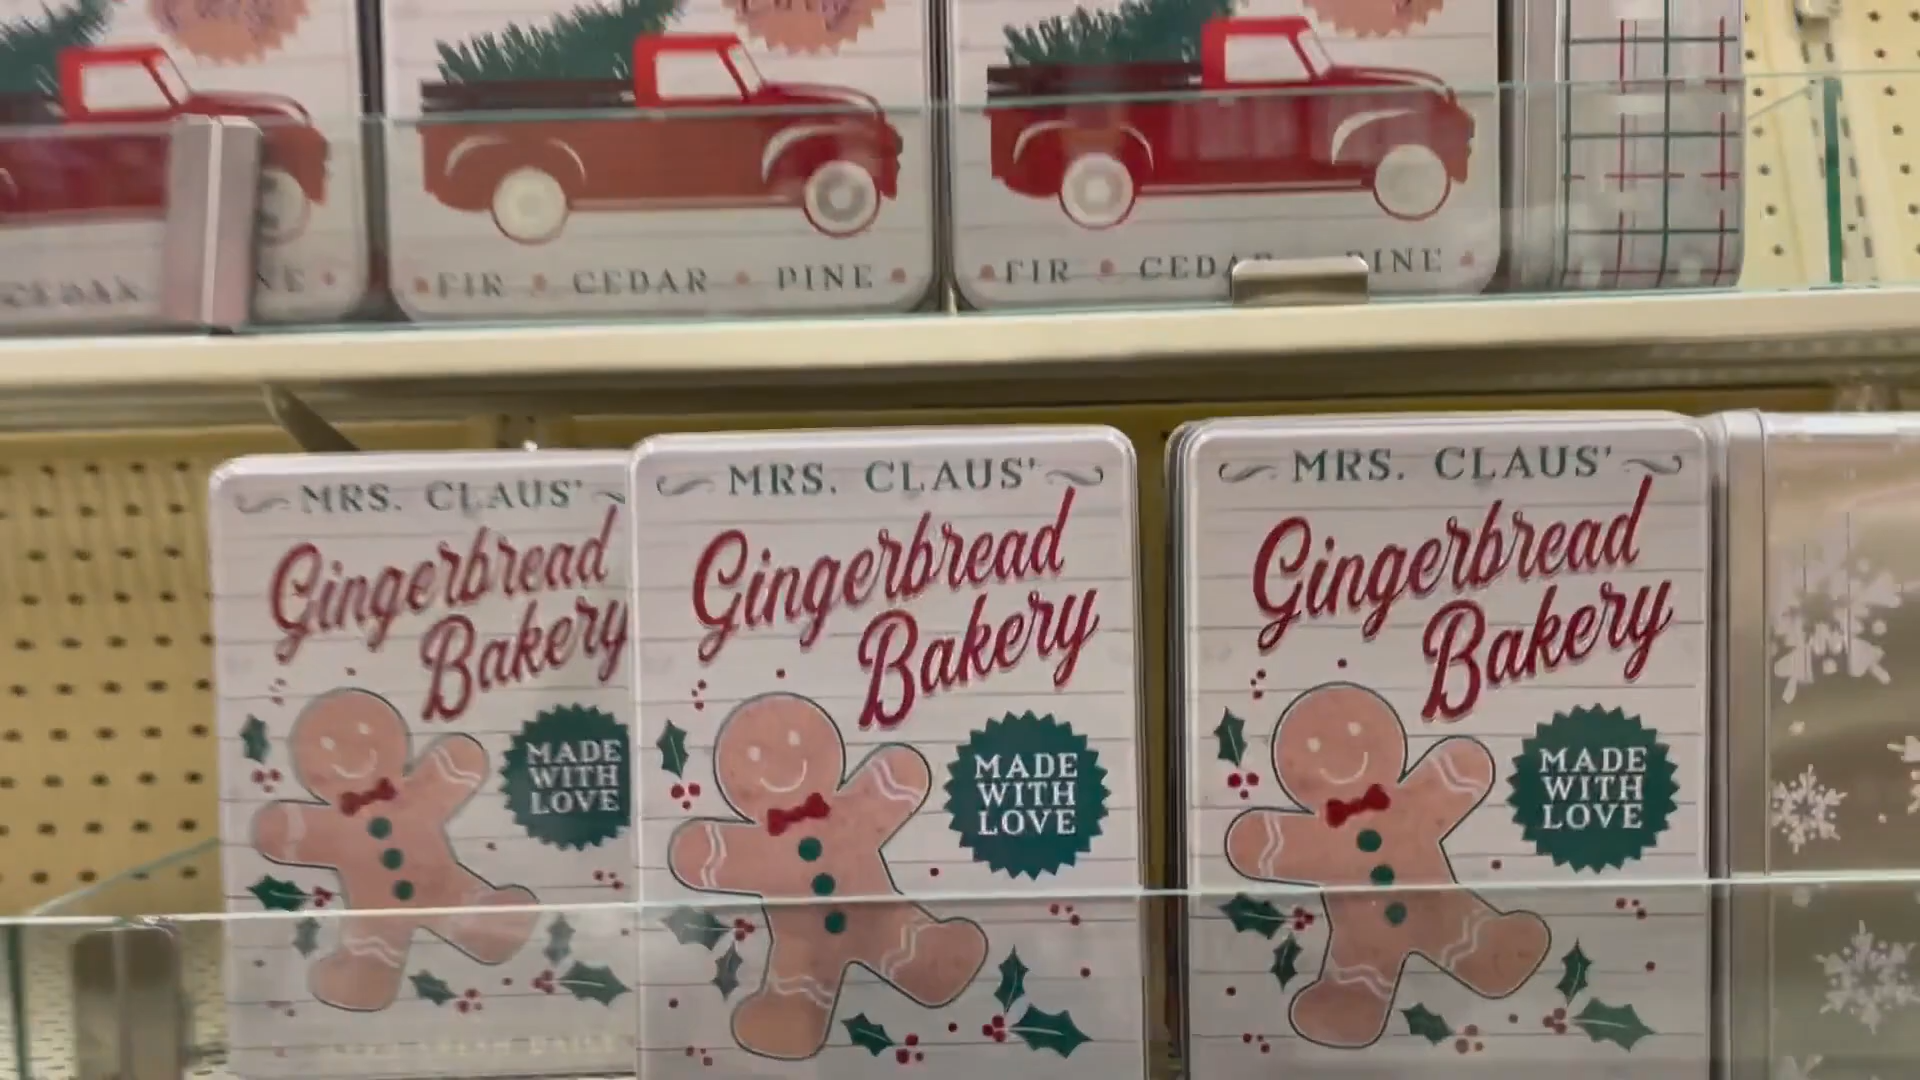 FIR • CEDAR • PINE
FIR • CEDAR PINE
MRS. CLAUS'
Gingerbread
Bakery
MADE
WITH
LOVE
MRS. CLAUS'
Gingerbread
Bakery
MADE
WITH
LOVE
MRS. CLAUS'
Gingerbread
Bakery
MADE
WITH
LOVE